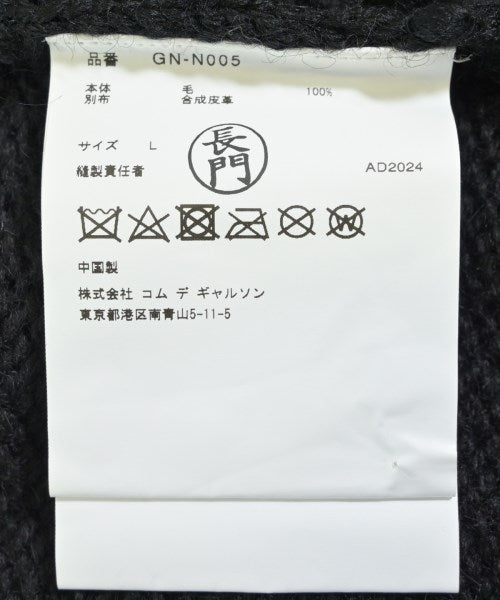 品番 GN-N005
本体 毛 100%
別布 合成皮革
サイズ L
長門
縫製責任者 AD2024
中国製
株式会社 コム デ ギャルソン
東京都港区南青山5-11-5